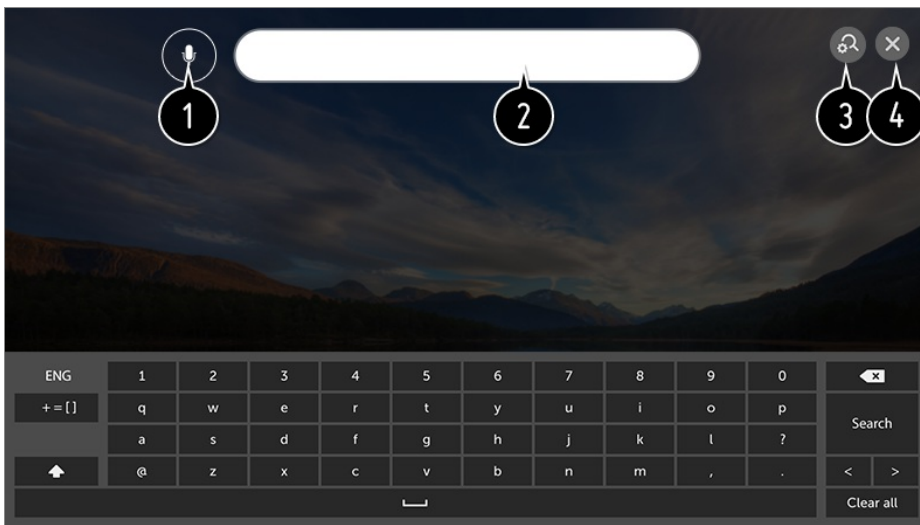 1 2 3 4
ENG 1 2 3 4 5 6 7 8 9 0
+=[] q w e r t y u i o p
Search
a s d f g h j k l ?
@ z x c v b n m , . < >
Clear all